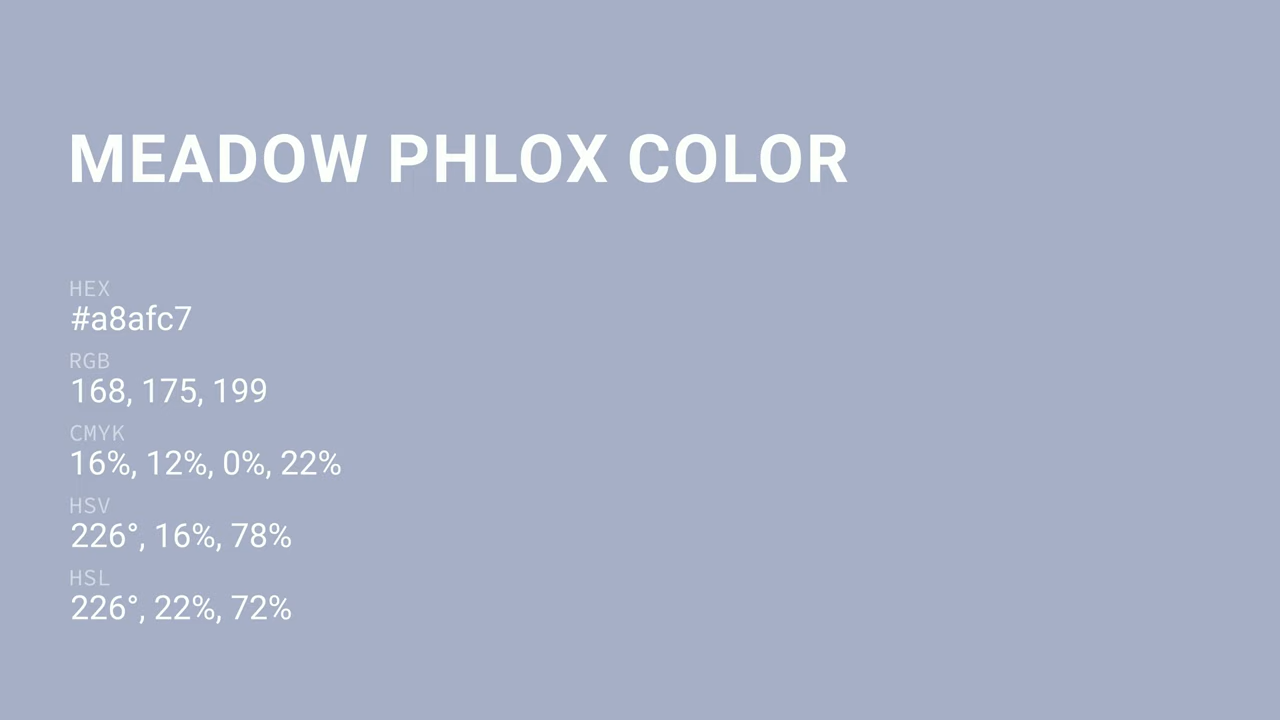 MEADOW PHLOX COLOR
HEX
#a8afc7
RGB
168, 175, 199
CMYK
16%, 12%, 0%, 22%
HSV
226°, 16%, 78%
HSL
226°, 22%, 72%